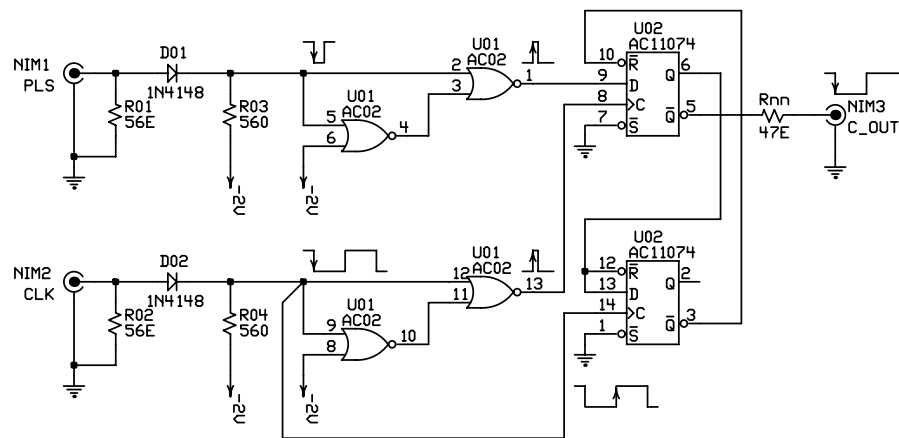 NIM1
PLS
D01
1N4148
R01
56E
R03
560
-2V
U01
AC02
5
6
4
-2V
U01
AC02
2
3
1
U02
AC11074
10
9
8
7
R
D
C
S
Q
Q
6
5
Rnn
47E
NIM3
C_OUT
NIM2
CLK
D02
1N4148
R02
56E
R04
560
-2V
U01
AC02
9
8
10
-2V
U01
AC02
12
11
13
U02
AC11074
12
13
14
1
R
D
C
S
Q
Q
2
3